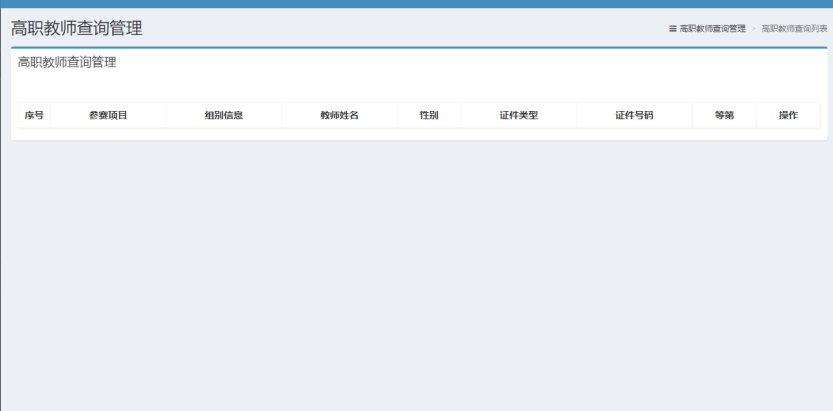 高职教师查询管理
高职教师查询管理 > 高职教师查询列表
高职教师查询管理
序号 参赛项目 组别信息 教师姓名 性别 证件类型 证件号码 等第 操作